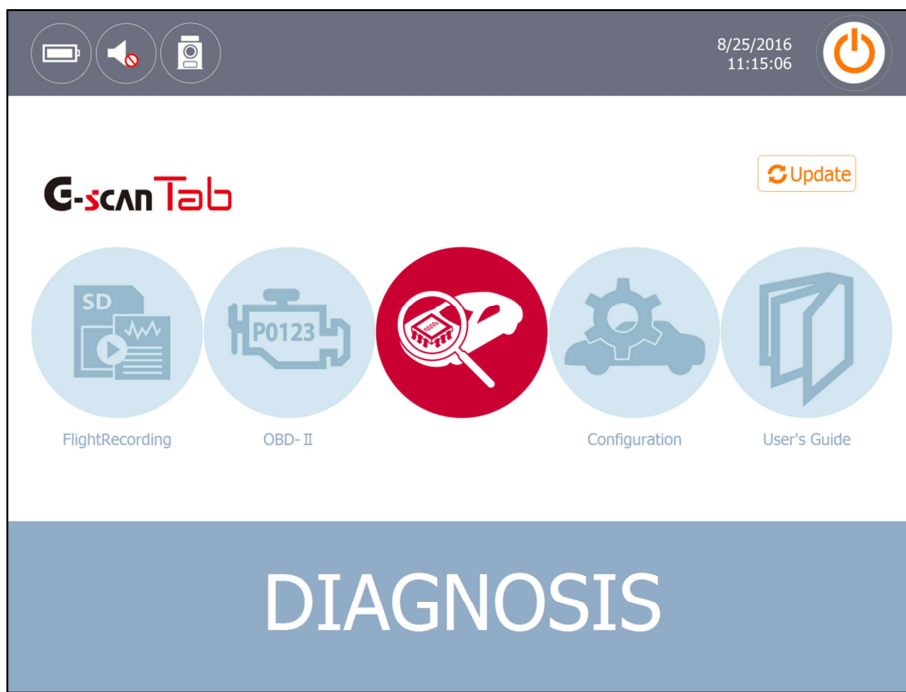 8/25/2016
11:15:06
Update
G-scan Tab
SD
P0123
FlightRecording
OBD-Ⅱ
Configuration
User's Guide
DIAGNOSIS